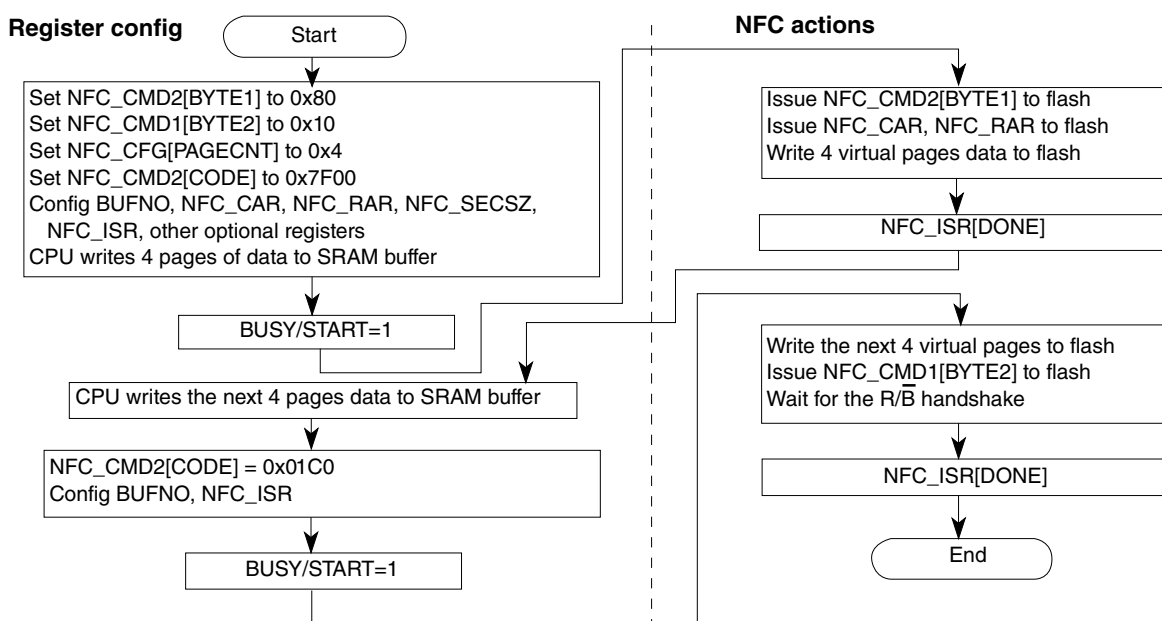 Register config
Start
Set NFC_CMD2[BYTE1] to 0x80
Set NFC_CMD1[BYTE2] to 0x10
Set NFC_CFG[PAGECNT] to 0x4
Set NFC_CMD2[CODE] to 0x7F00
Config BUFNO, NFC_CAR, NFC_RAR, NFC_SECSZ,
NFC_ISR, other optional registers
CPU writes 4 pages of data to SRAM buffer
BUSY/START=1
CPU writes the next 4 pages data to SRAM buffer
NFC_CMD2[CODE] = 0x01C0
Config BUFNO, NFC_ISR
BUSY/START=1
NFC actions
Issue NFC_CMD2[BYTE1] to flash
Issue NFC_CAR, NFC_RAR to flash
Write 4 virtual pages data to flash
NFC_ISR[DONE]
Write the next 4 virtual pages to flash
Issue NFC_CMD1[BYTE2] to flash
Wait for the R/B̅ handshake
NFC_ISR[DONE]
End